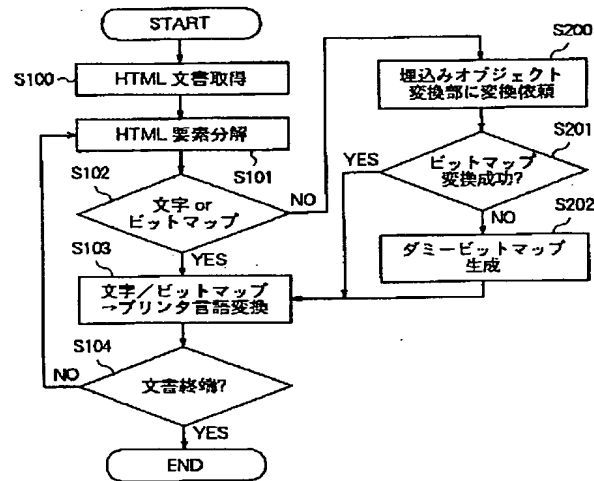 START
S100
HTML 文書取得
HTML 要素分解
S101
S102
文字 or
ビットマップ
NO
YES
S103
文字／ビットマップ
→プリンタ言語変換
S104
NO
文書終端?
YES
END
S200
埋込みオブジェクト
変換部に変換依頼
S201
YES
ビットマップ
変換成功?
NO
S202
ダミービットマップ
生成